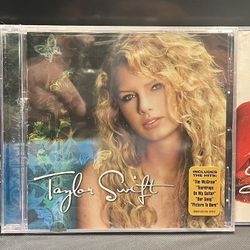 Taylor Swift
INCLUDES
THE HITS:
"Tim McGraw"
"Teardrops
On My Guitar"
"Our Song"
"Picture To Burn"